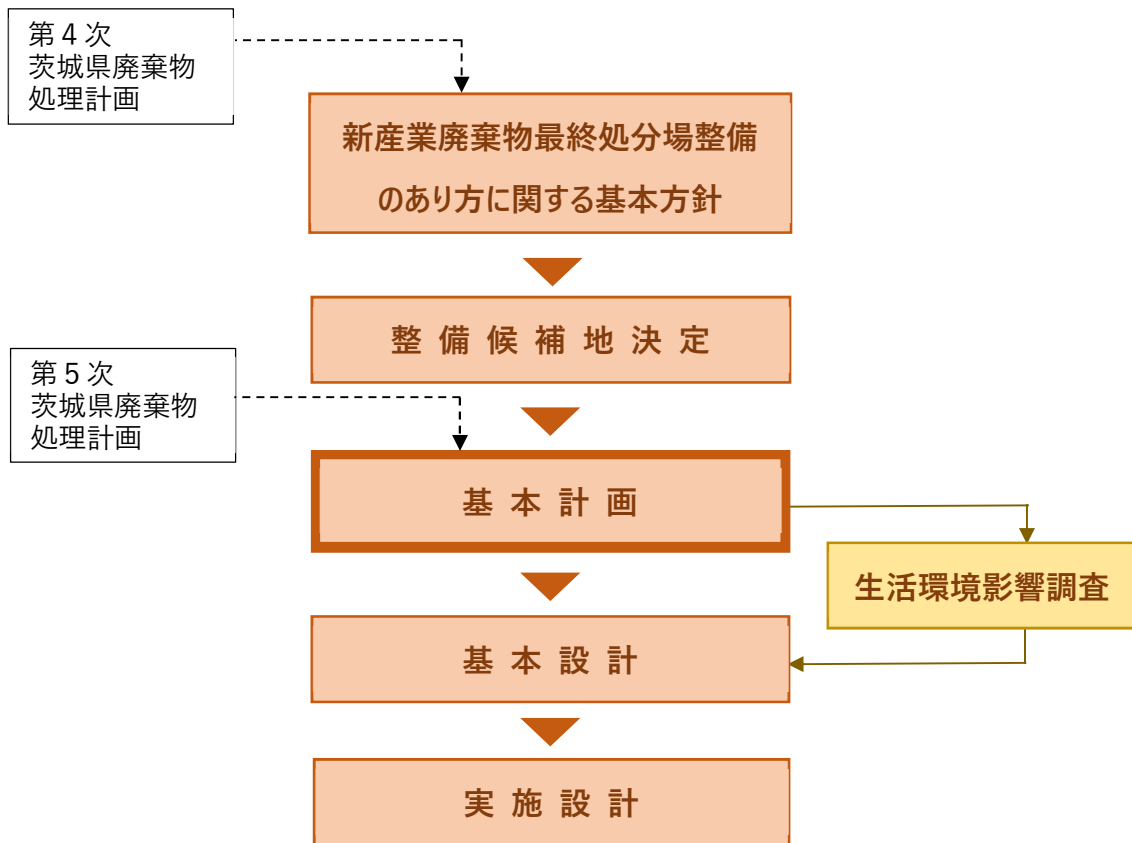 第4次
茨城県廃棄物
処理計画
新産業廃棄物最終処分場整備
のあり方に関する基本方針
整備候補地決定
第5次
茨城県廃棄物
処理計画
基本計画
生活環境影響調査
基本設計
実施設計